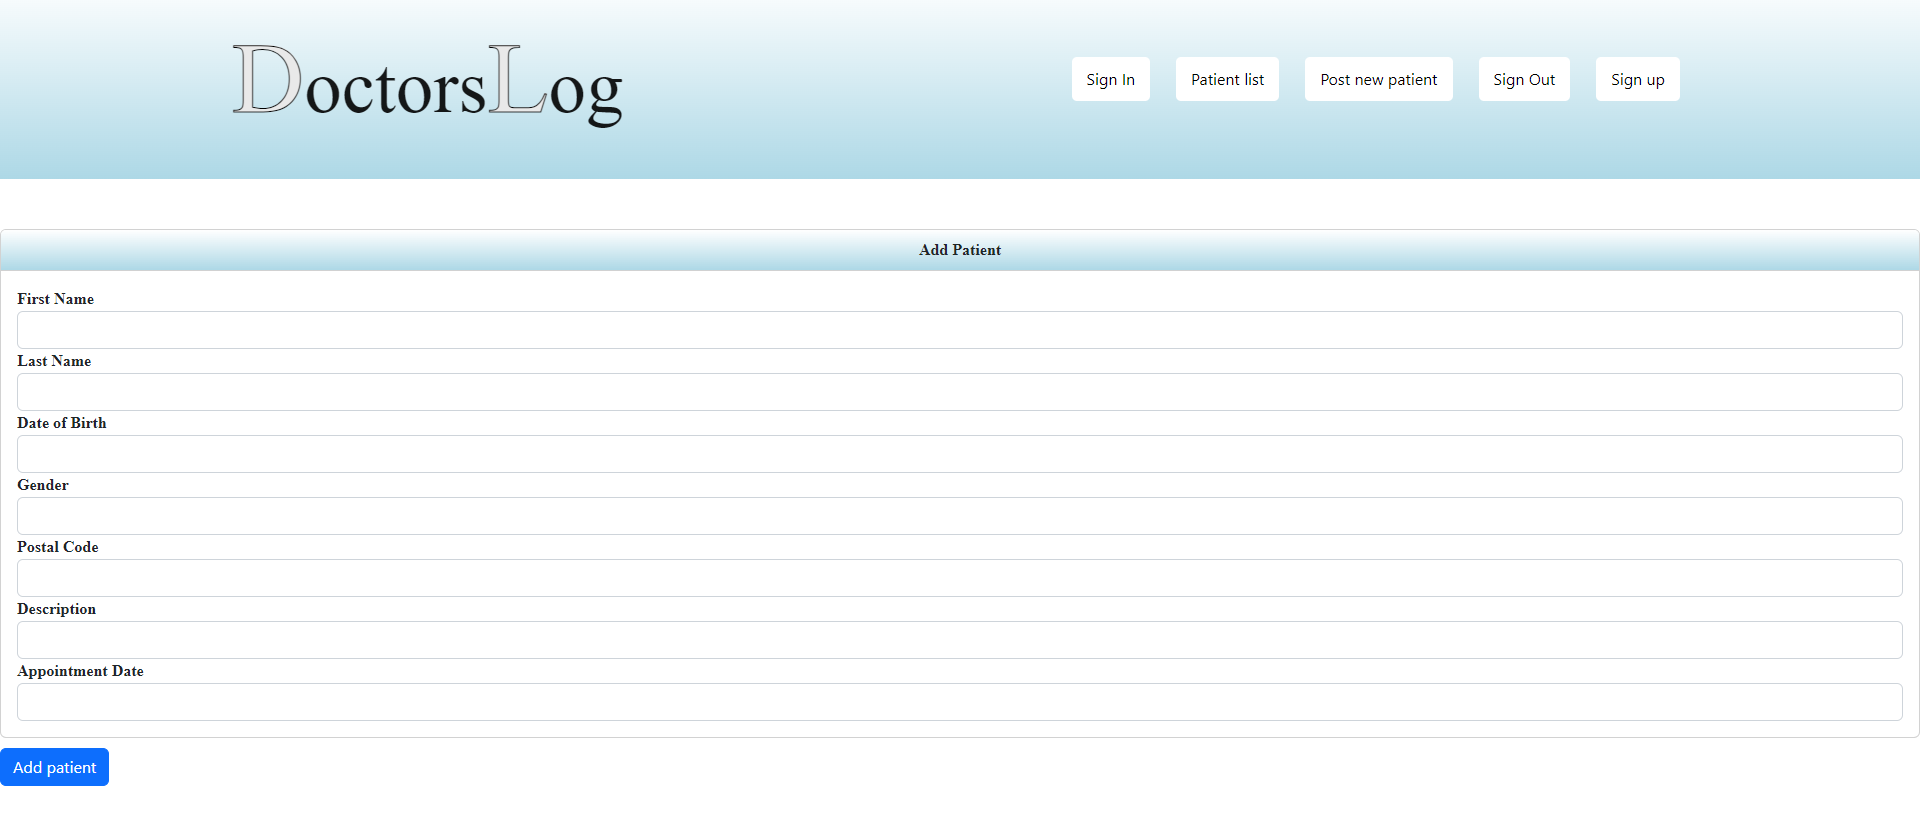 DoctorsLog
Sign In Patient list Post new patient Sign Out Sign up
Add Patient
First Name
Last Name
Date of Birth
Gender
Postal Code
Description
Appointment Date
Add patient